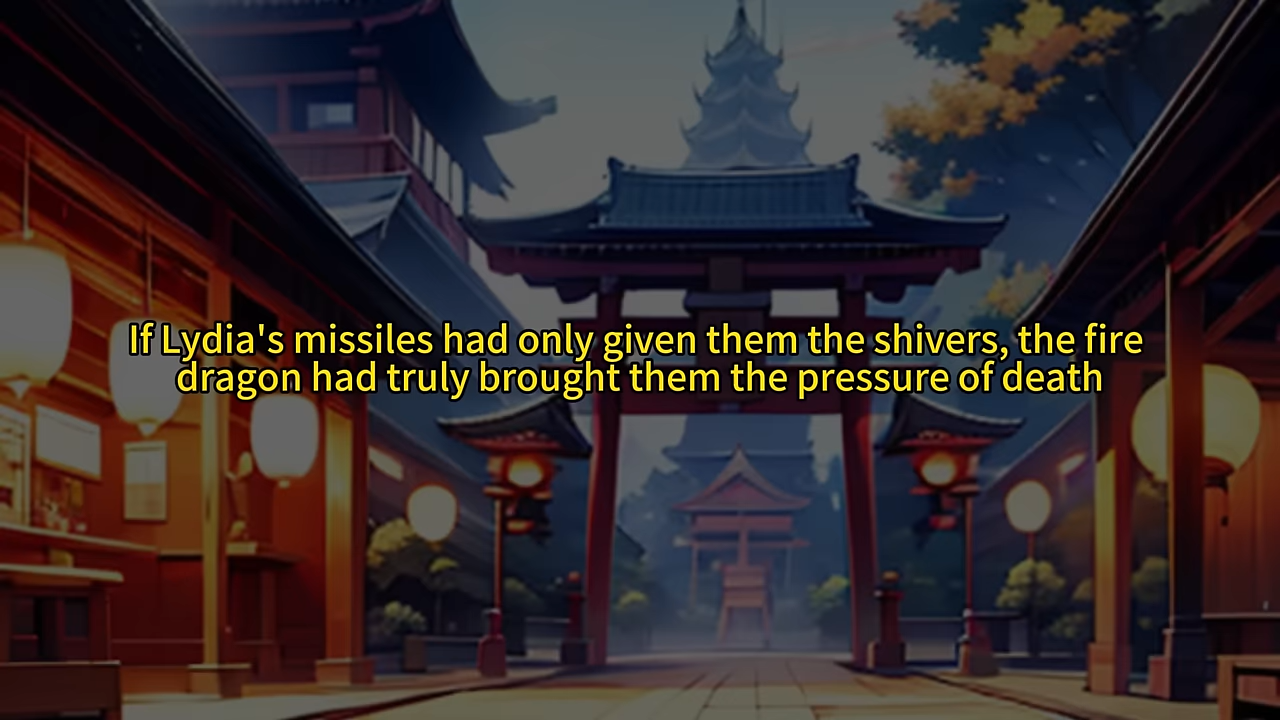 If Lydia's missiles had only given them the shivers, the fire
dragon had truly brought them the pressure of death